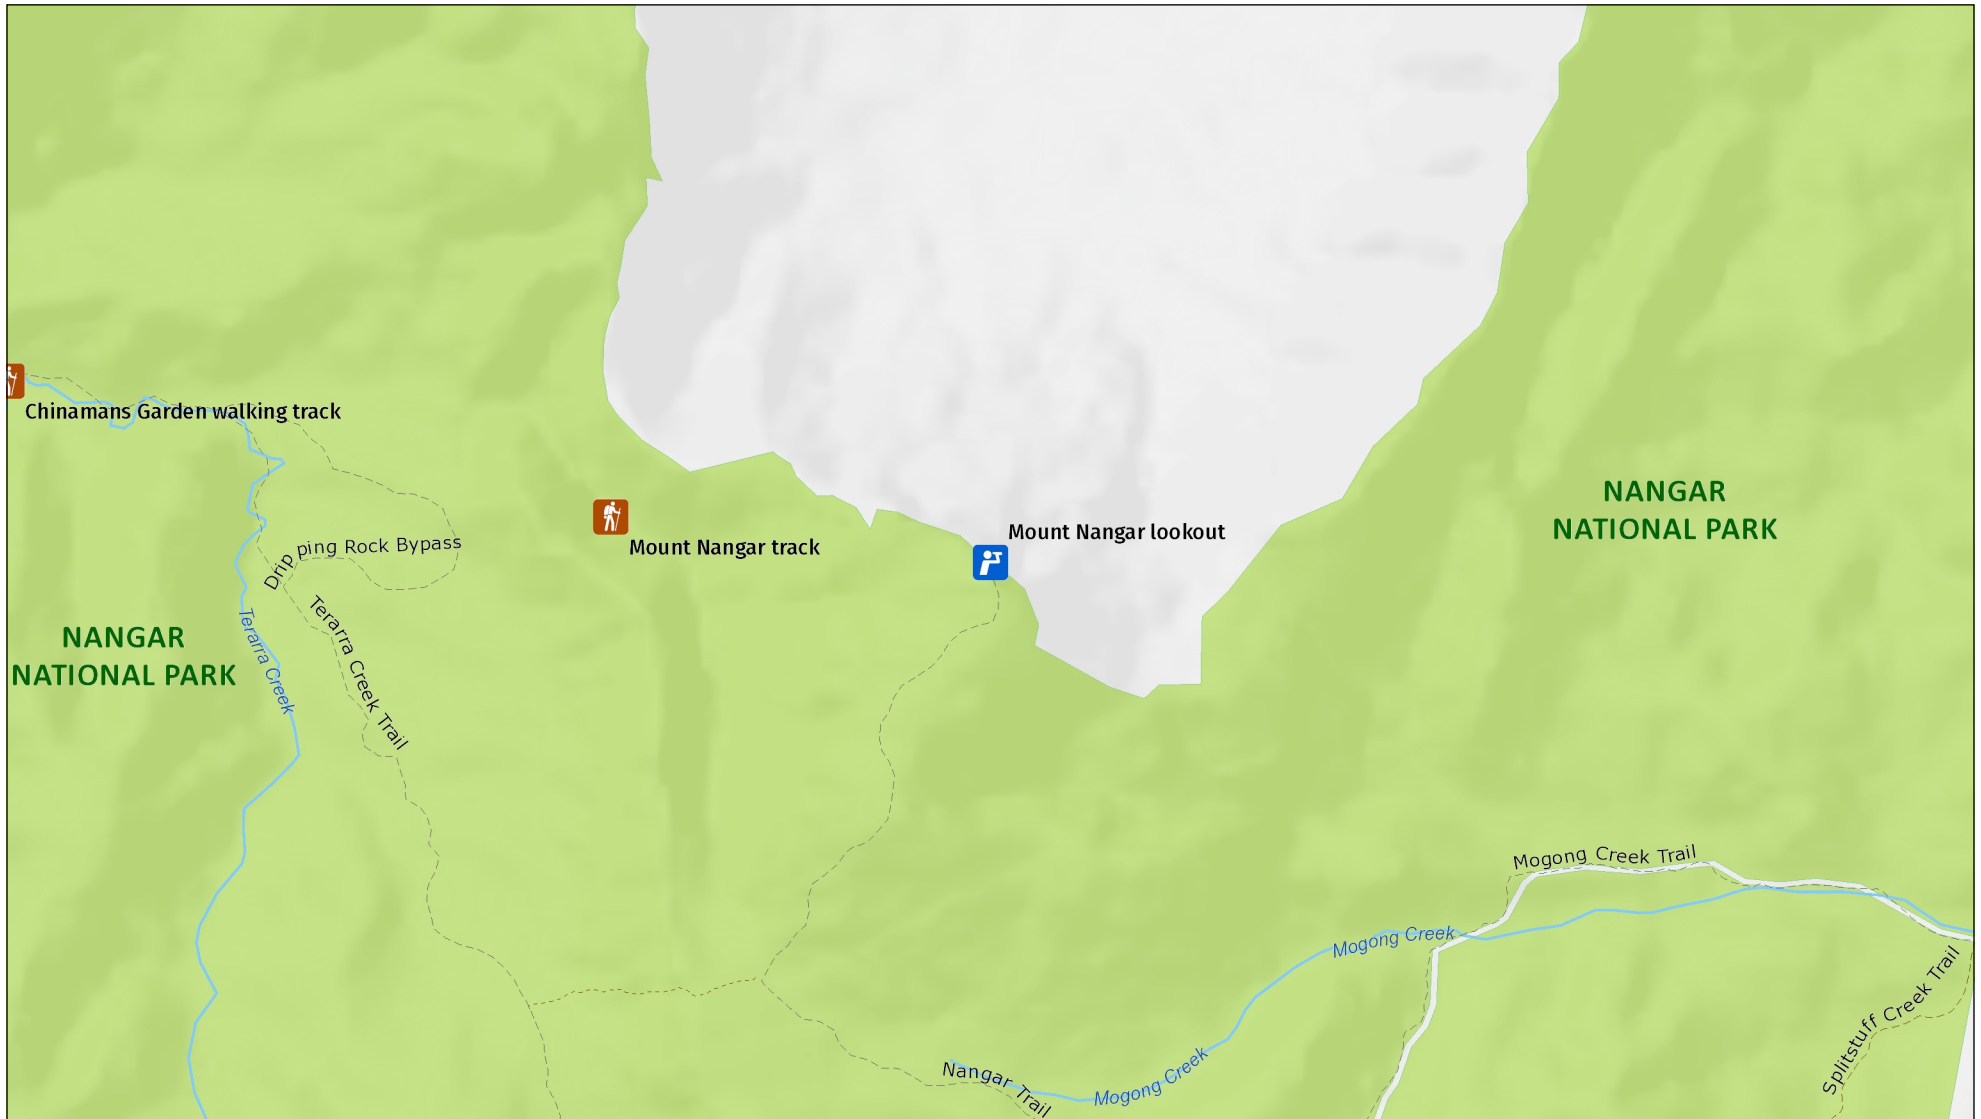 Chinamans Garden walking track
NANGAR
NATIONAL PARK
Mount Nangar lookout
Mount Nangar track
Dripping Rock Bypass
Terarra Creek Trail
Terarra Creek
NANGAR
NATIONAL PARK
Mogong Creek Trail
Mogong Creek
Splitstuff Creek Trail
Mogong Creek
Nangar Trail